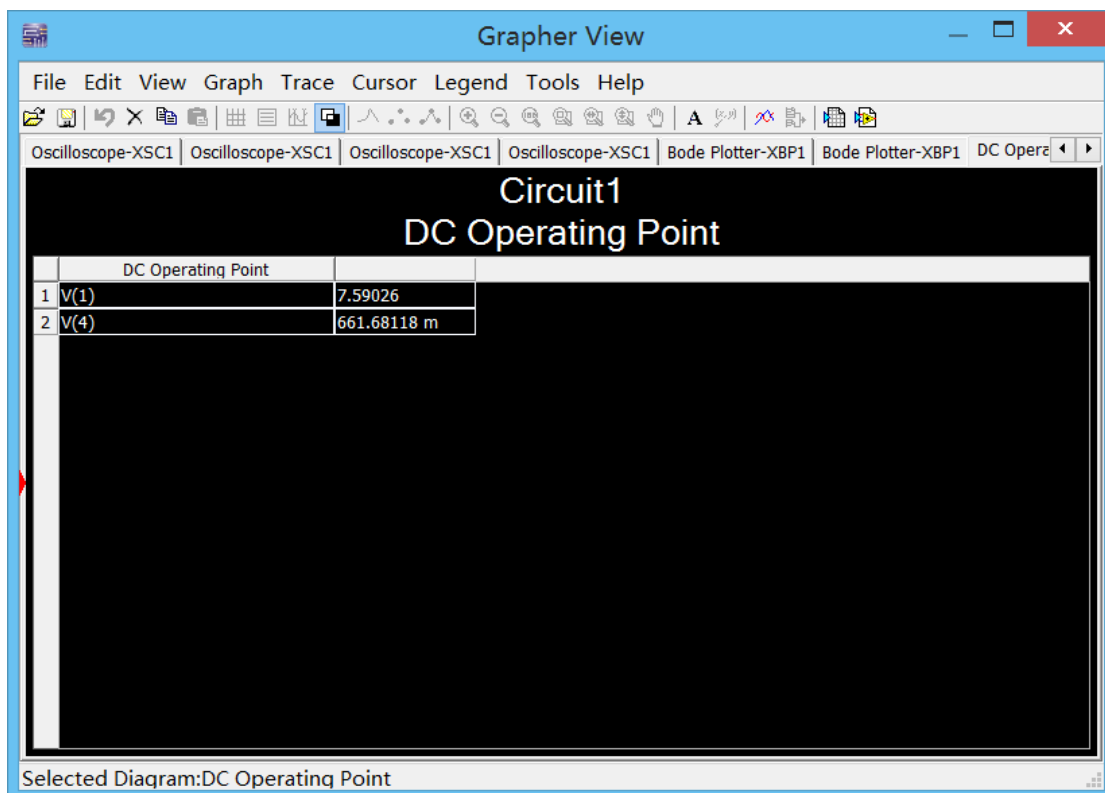 Grapher View
File Edit View Graph Trace Cursor Legend Tools Help
A (x,y)
Oscilloscope-XSC1 Oscilloscope-XSC1 Oscilloscope-XSC1 Oscilloscope-XSC1 Bode Plotter-XBP1 Bode Plotter-XBP1 DC Opera
Circuit1
DC Operating Point
DC Operating Point
1 V(1) 7.59026
2 V(4) 661.68118 m
Selected Diagram:DC Operating Point